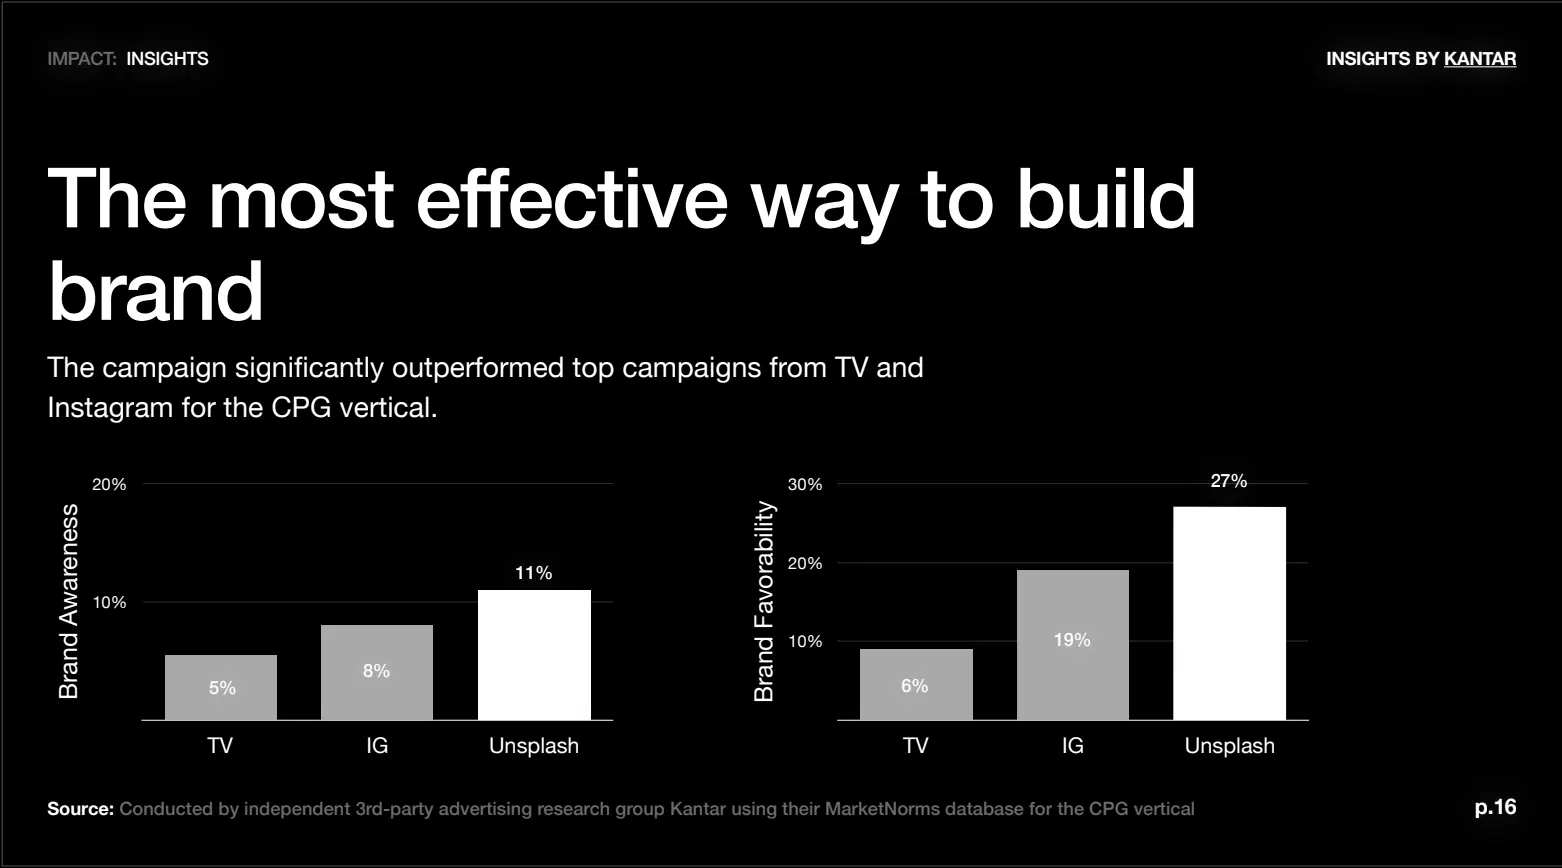 IMPACT: INSIGHTS
INSIGHTS BY KANTAR
The most effective way to build
brand
The campaign significantly outperformed top campaigns from TV and
Instagram for the CPG vertical.
Brand Awareness
20%
10%
5%
8%
11%
TV
IG
Unsplash
Brand Favorability
30%
20%
10%
6%
19%
27%
TV
IG
Unsplash
Source: Conducted by independent 3rd-party advertising research group Kantar using their MarketNorms database for the CPG vertical
p.16